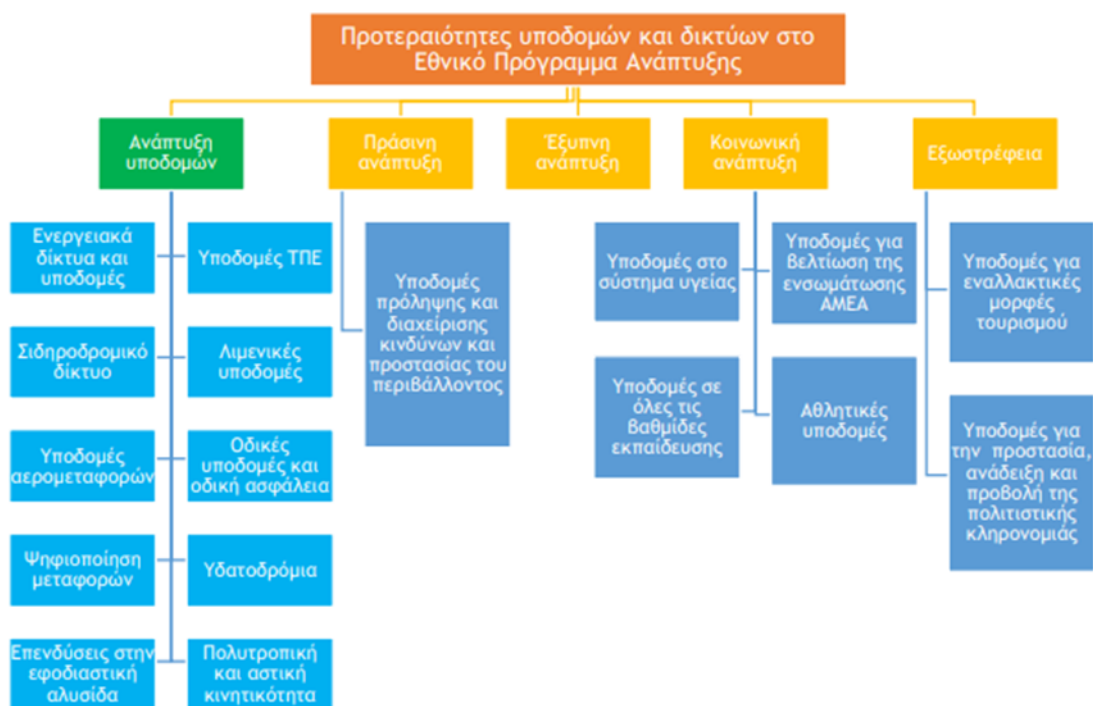 Προτεραιότητες υποδομών και δικτύων στο
Εθνικό Πρόγραμμα Ανάπτυξης
Ανάπτυξη
υποδομών
Πράσινη
ανάπτυξη
Έξυπνη
ανάπτυξη
Κοινωνική
ανάπτυξη
Εξωστρέφεια
Ενεργειακά
δίκτυα και
υποδομές
Υποδομές ΤΠΕ
Σιδηροδρομικό
δίκτυο
Λιμενικές
υποδομές
Υποδομές
αερομεταφορών
Οδικές
υποδομές και
οδική ασφάλεια
Ψηφιοποίηση
μεταφορών
Υδατοδρόμια
Επενδύσεις στην
εφοδιαστική
αλυσίδα
Πολυτροπική
και αστική
κινητικότητα
Υποδομές
πρόληψης και
διαχείρισης
κινδύνων και
προστασίας του
περιβάλλοντος
Υποδομές στο
σύστημα υγείας
Υποδομές για
βελτίωση της
ενσωμάτωσης
ΑΜΕΑ
Υποδομές σε
όλες τις
βαθμίδες
εκπαίδευσης
Αθλητικές
υποδομές
Υποδομές για
εναλλακτικές
μορφές
τουρισμού
Υποδομές για
την προστασία,
ανάδειξη και
προβολή της
πολιτιστικής
κληρονομιάς